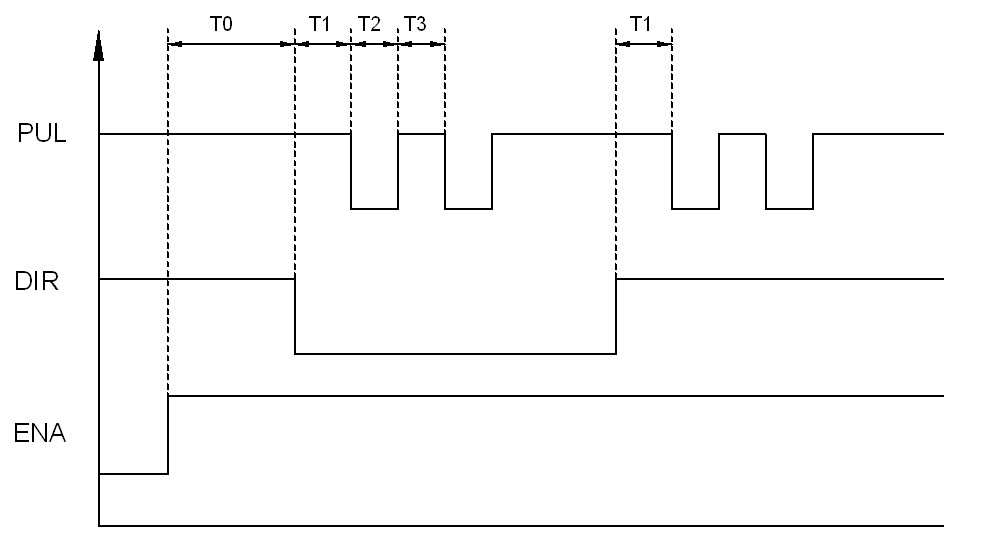 T0 T1 T2 T3 T1
PUL
DIR
ENA